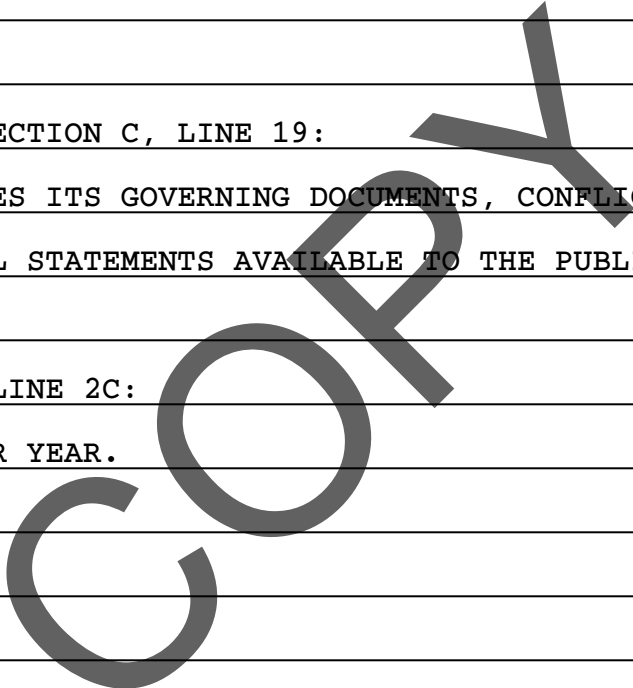 ECTION C, LINE 19:
ES ITS GOVERNING DOCUMENTS, CONFLIC
STATEMENTS AVAILABLE TO THE PUBL
LINE 2C:
R YEAR.
COPY